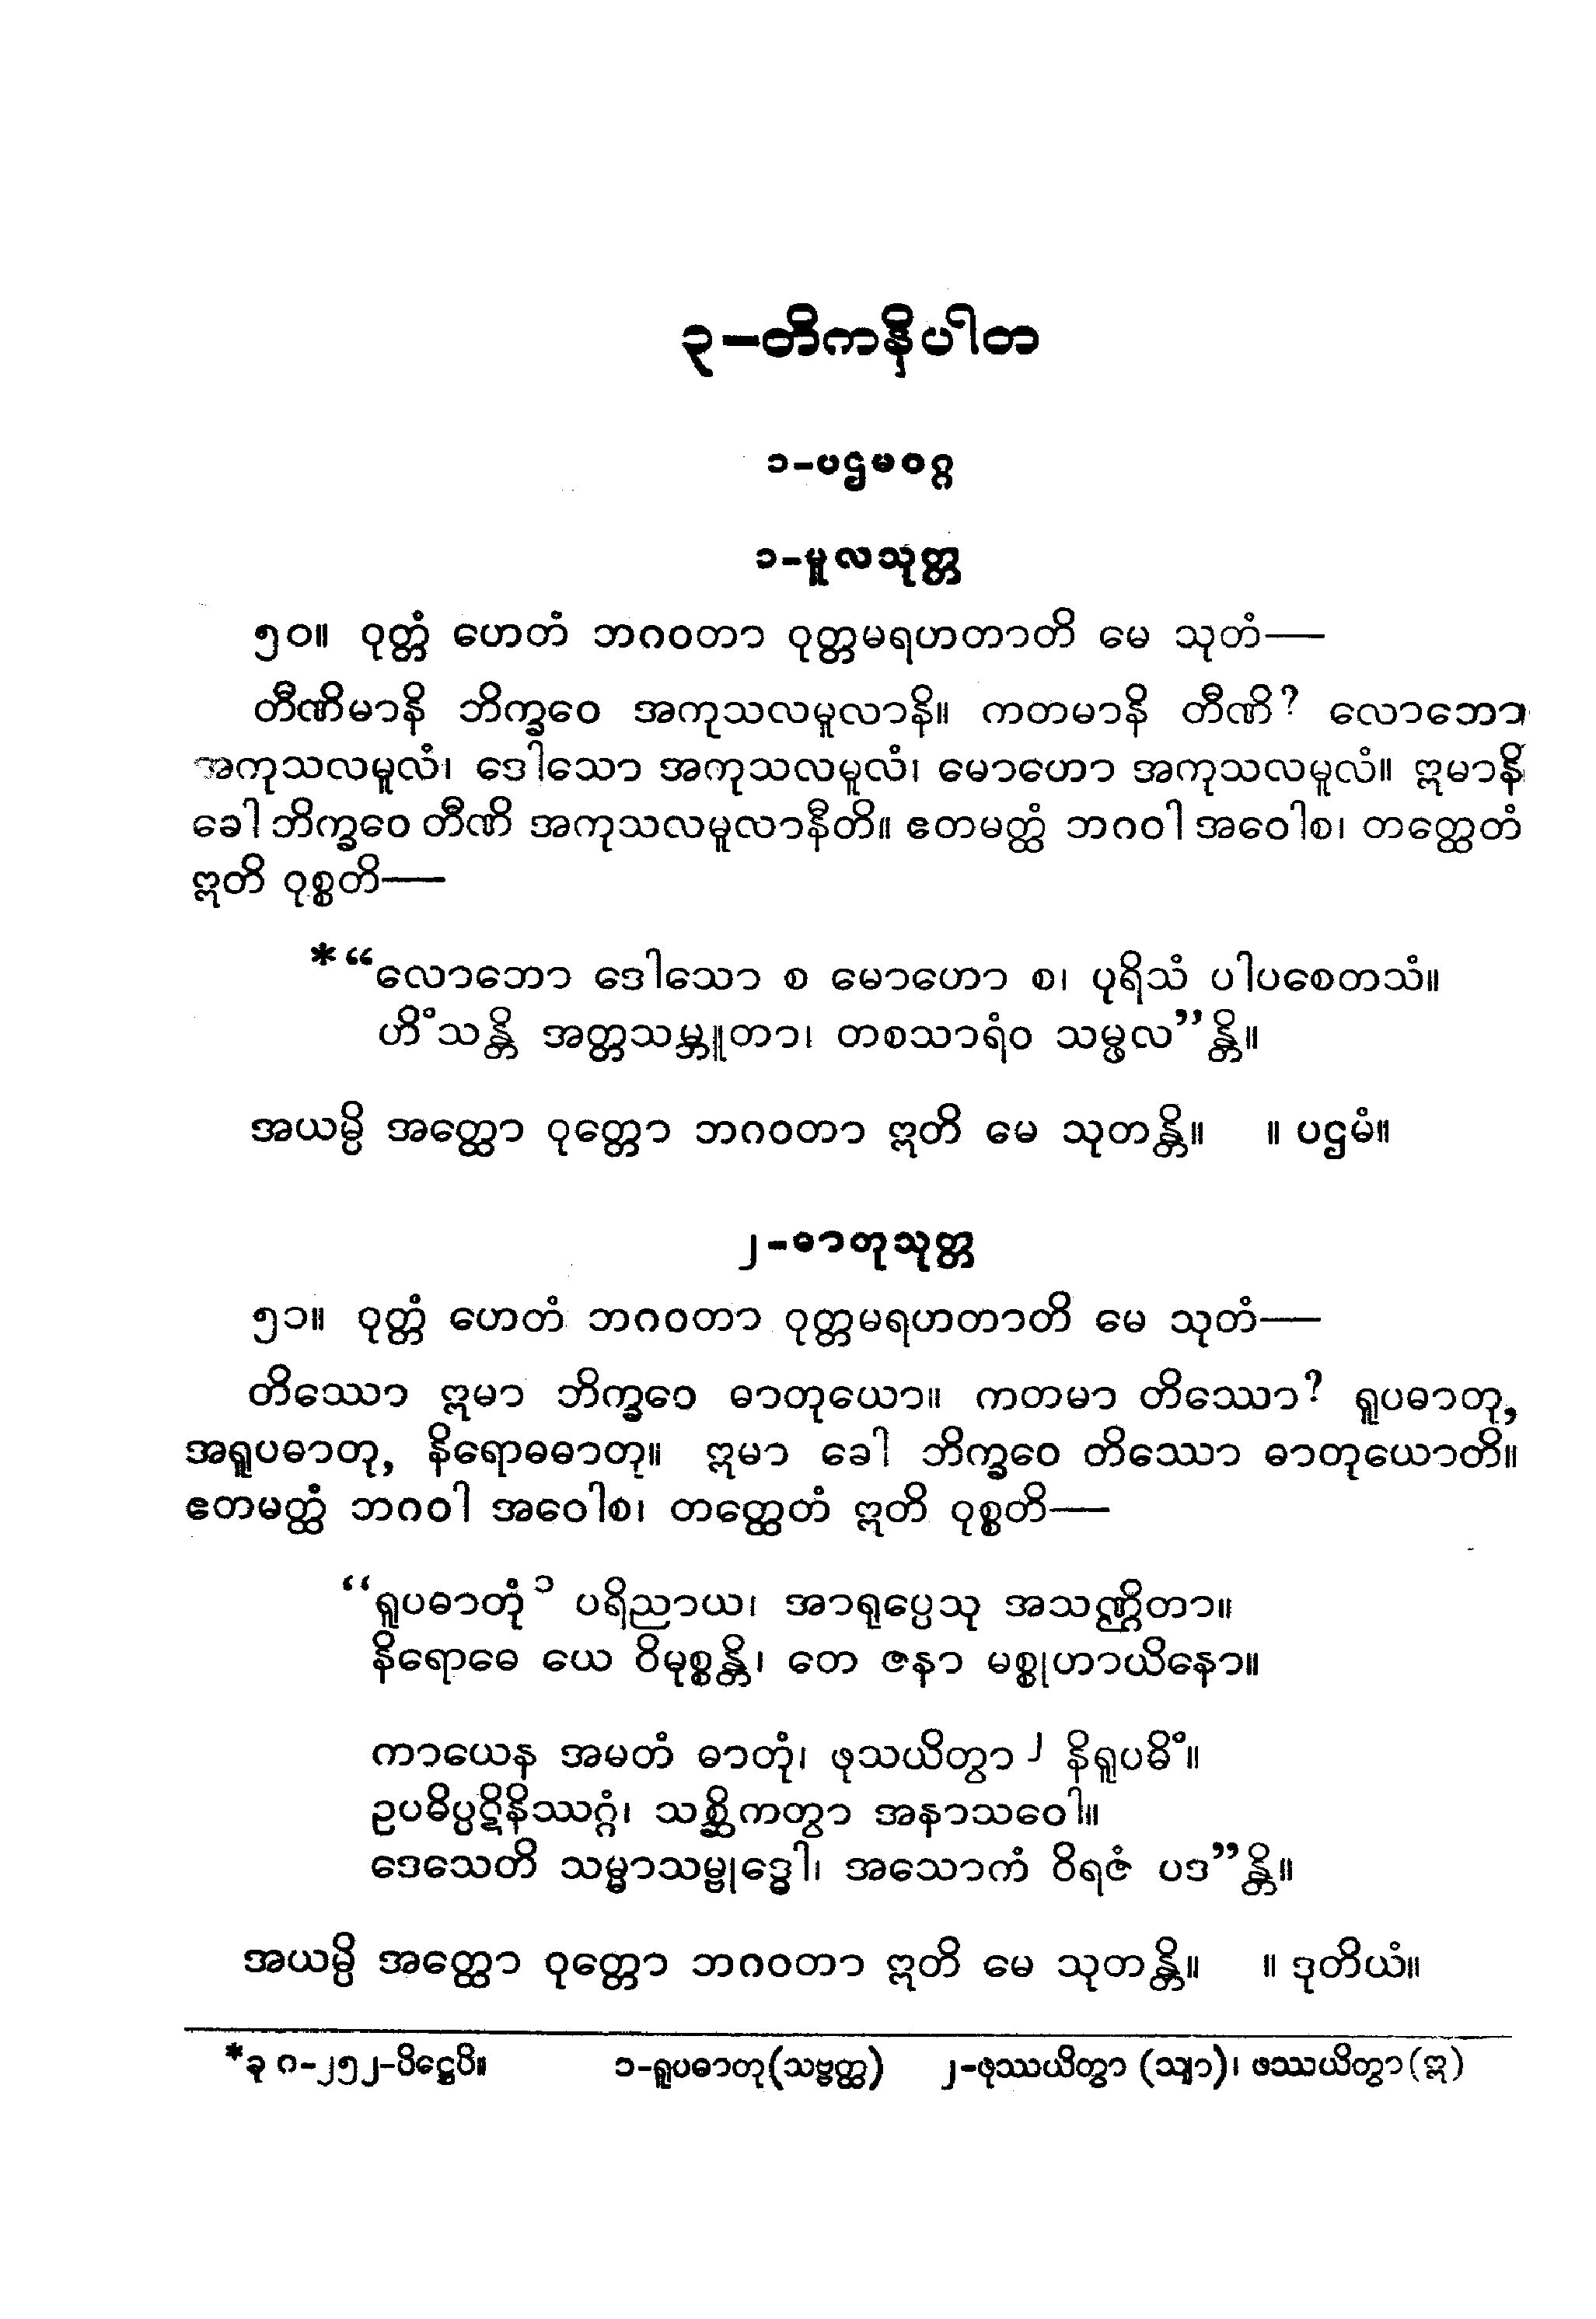 ၃–တိကနိပါတ
၁-ပဌမဝဂ္ဂ
၁-မူလသုတ္တ
၅၀။ ဝုတ္တံ ဟေတံ ဘဂဝတာ ဝုတ္တမရဟတာတိ မေ သုတံ—
တီဏိမာနိ ဘိက္ခဝေ အကုသလမူလာနိ။ ကတမာနိ တီဏိ? လောဘော
အကုသလမူလံ၊ ဒေါသော အကုသလမူလံ၊ မောဟော အကုသလမူလံ။ ဣမာနိ
ခေါ ဘိက္ခဝေ တီဏိ အကုသလမူလာနီတိ။ ဧတမတ္ထံ ဘဂဝါ အဝေါစ၊ တတ္ထေတံ
ဣတိ ဝုစ္စတိ—
*“လောဘော ဒေါသော စ မောဟော စ၊ ပုရိသံ ပါပစေတသံ။
ဟိံသန္တိ အတ္တသမ္ဘူတာ၊ တစသာရံဝ သမ္ဖလ”န္တိ။
အယမ္ပိ အတ္ထော ဝုတ္တော ဘဂဝတာ ဣတိ မေ သုတန္တိ။ ။ ပဌမံ။
၂-ဓာတုသုတ္တ
၅၁။ ဝုတ္တံ ဟေတံ ဘဂဝတာ ဝုတ္တမရဟတာတိ မေ သုတံ—
တိဿော ဣမာ ဘိက္ခဝေ ဓာတုယော။ ကတမာ တိဿော? ရူပဓာတု,
အရူပဓာတု, နိရောဓဓာတု။ ဣမာ ခေါ ဘိက္ခဝေ တိဿော ဓာတုယောတိ။
ဧတမတ္ထံ ဘဂဝါ အဝေါစ၊ တတ္ထေတံ ဣတိ ဝုစ္စတိ—
“ရူပဓာတုံ ၁ ပရိညာယ၊ အာရုပ္ပေသု အသဏ္ဌိတာ။
နိရောဓေ ယေ ဝိမုစ္စန္တိ၊ တေ ဇနာ မစ္စုဟာယိနော။
ကာယေန အမတံ ဓာတုံ၊ ဖုသယိတွာ ၂ နိရူပဓိံ။
ဥပဓိပ္ပဋိနိဿဂ္ဂံ၊ သစ္ဆိကတွာ အနာသဝေါ။
ဒေသေတိ သမ္မာသမ္ဗုဒ္ဓေါ၊ အသောကံ ဝိရဇံ ပဒ”န္တိ။
အယမ္ပိ အတ္ထော ဝုတ္တော ဘဂဝတာ ဣတိ မေ သုတန္တိ။ ။ ဒုတိယံ။
*ခု ဂ-၂၅၂-ပိဋ္ဌေပိ။ ၁-ရူပဓာတု(သဗ္ဗတ္ထ) ၂-ဖုဿယိတွာ (သျာ)၊ ဖဿယိတွာ(ဣ)